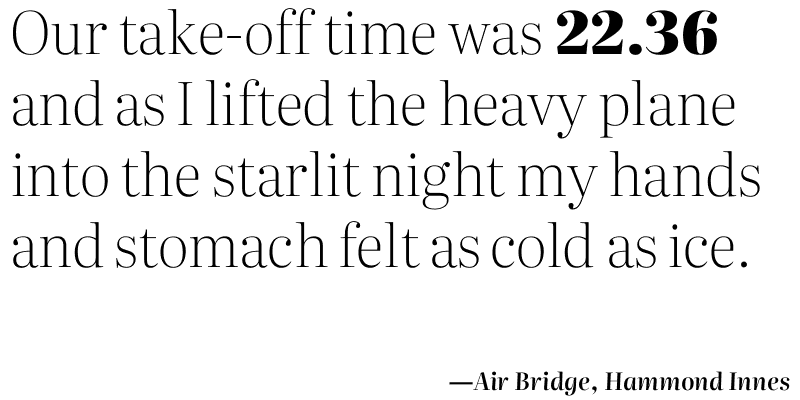 Our take-off time was 22.36
and as I lifted the heavy plane
into the starlit night my hands
and stomach felt as cold as ice.
—Air Bridge, Hammond Innes